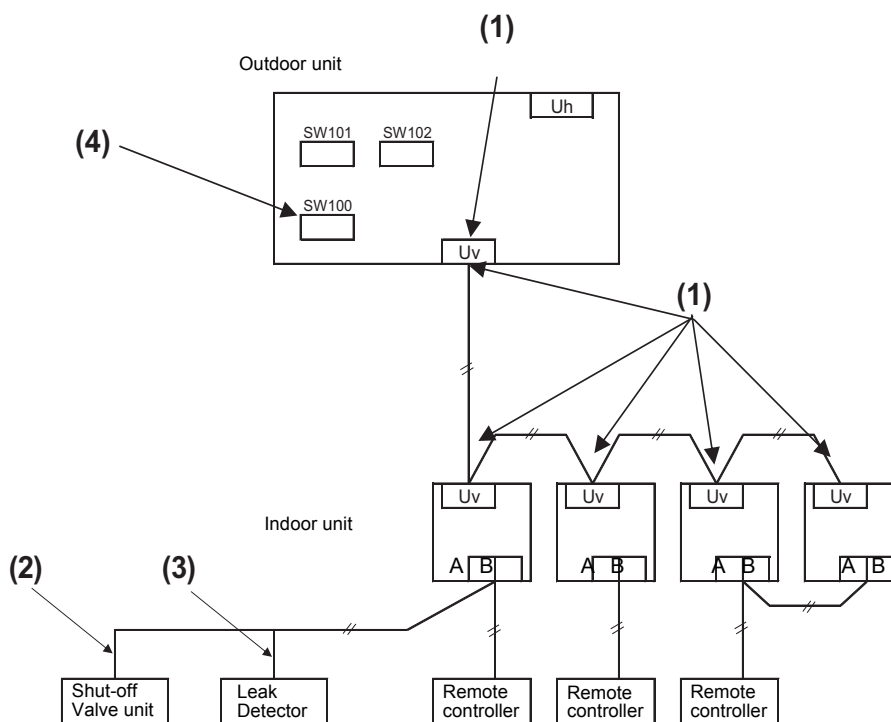 (1)
Outdoor unit
Uh
SW101 SW102
(4)
SW100
Uv
(1)
Uv Uv Uv Uv
Indoor unit
A B A B A B A B
(2) (3)
Shut-off
Valve unit
Leak
Detector
Remote
controller
Remote
controller
Remote
controller